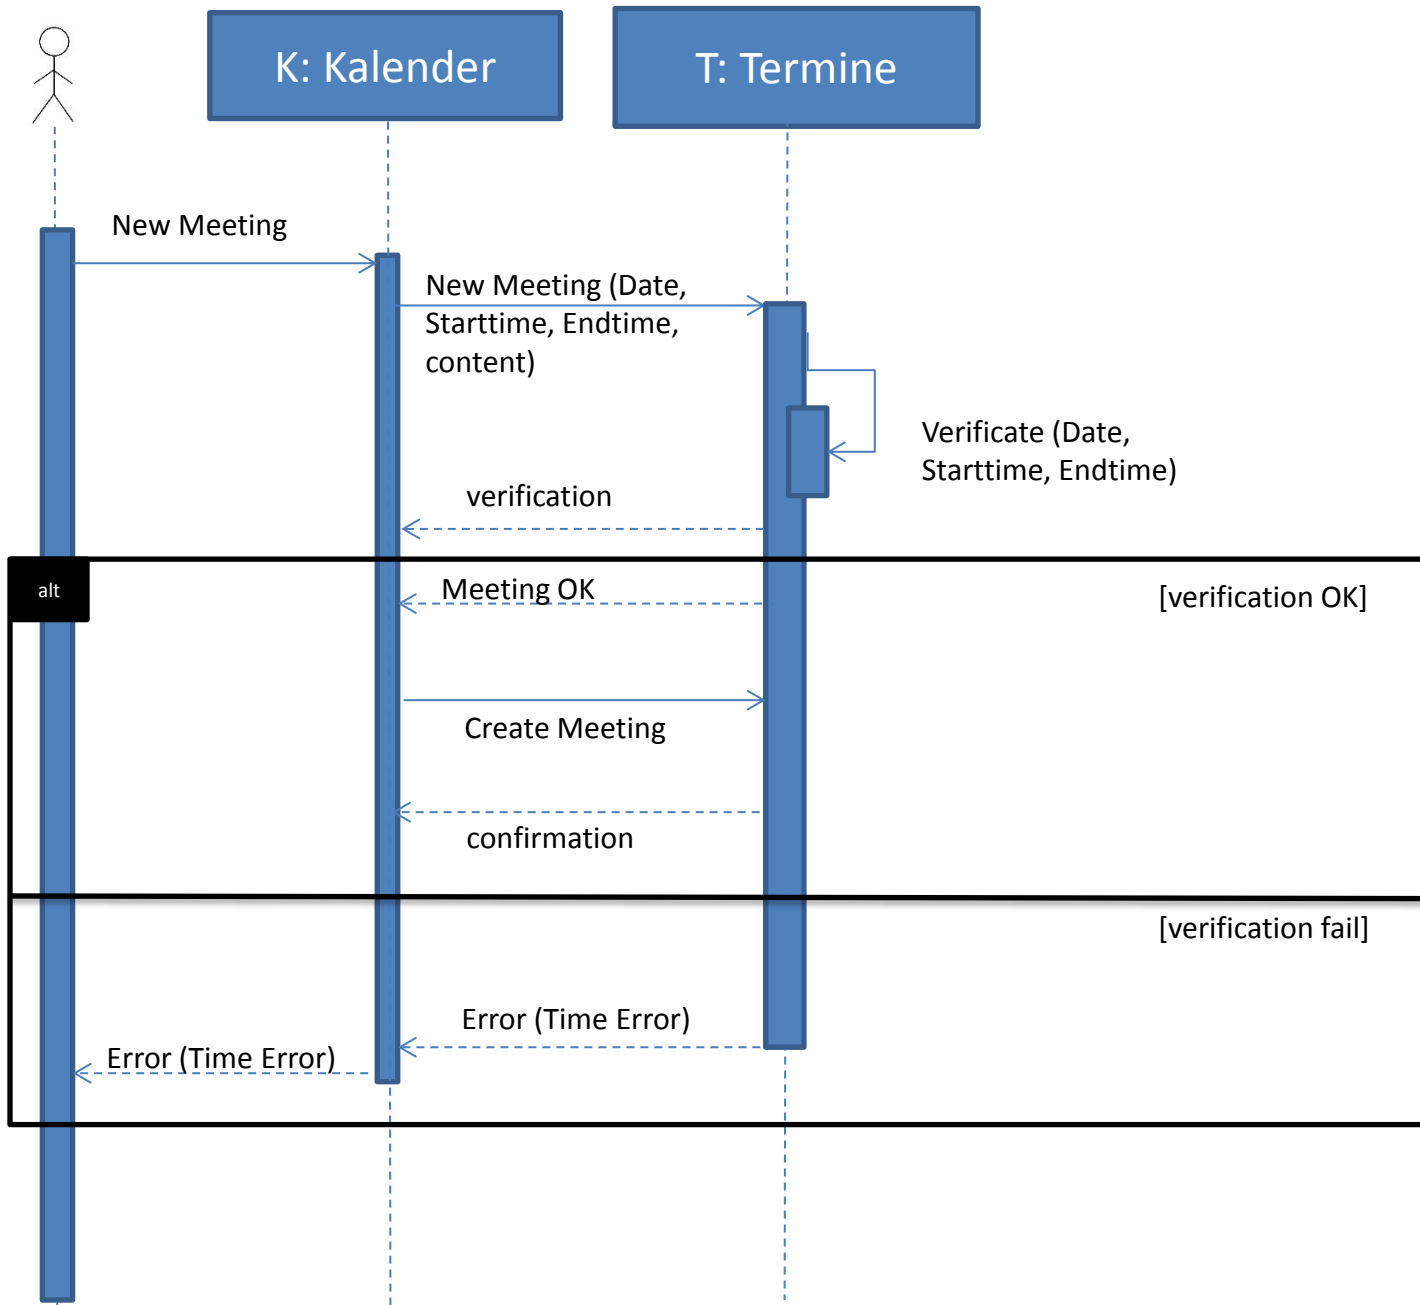 K: Kalender
T: Termine
New Meeting
New Meeting (Date,
Starttime, Endtime,
content)
Verificate (Date,
Starttime, Endtime)
verification
alt
Meeting OK
[verification OK]
Create Meeting
confirmation
[verification fail]
Error (Time Error)
Error (Time Error)